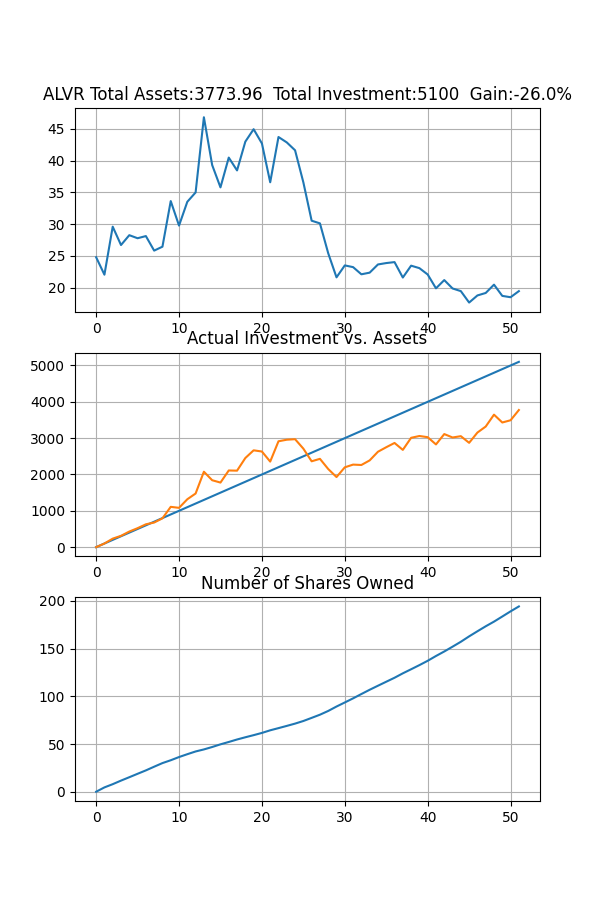 ALVR Total Assets:3773.96  Total Investment:5100  Gain:-26.0%
45
40
35
30
25
20
0 10 20 30 40 50
Actual Investment vs. Assets
5000
4000
3000
2000
1000
0
0 10 20 30 40 50
Number of Shares Owned
200
150
100
50
0
0 10 20 30 40 50